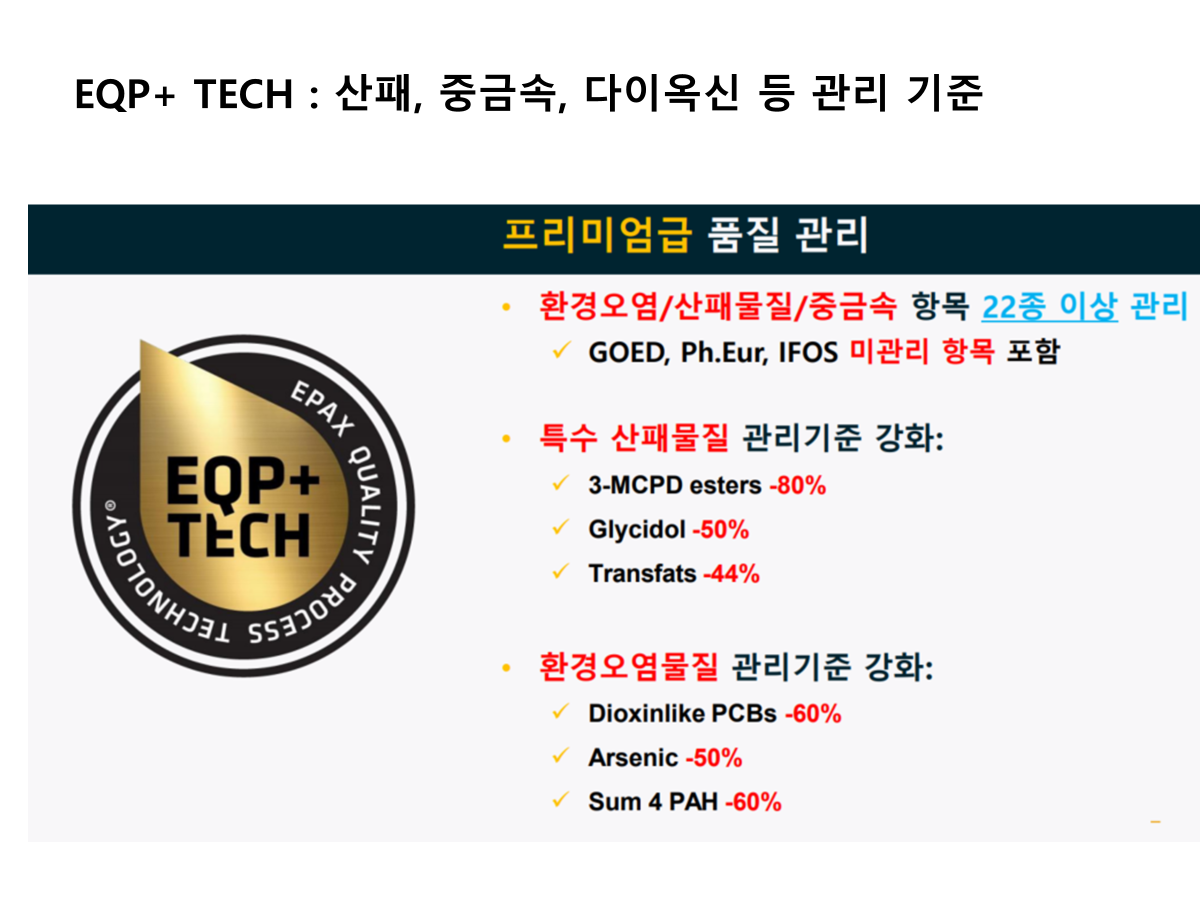 EQP+ TECH : 산패, 중금속, 다이옥신 등 관리 기준
프리미엄급 품질 관리
• 환경오염/산패물질/중금속 항목 22종 이상 관리
✓ GOED, Ph.Eur, IFOS 미관리 항목 포함
• 특수 산패물질 관리기준 강화:
✓ 3-MCPD esters -80%
✓ Glycidol -50%
✓ Transfats -44%
• 환경오염물질 관리기준 강화:
✓ Dioxinlike PCBs -60%
✓ Arsenic -50%
✓ Sum 4 PAH -60%
EPAX QUALITY PROCESS TECHNOLOGY®
EQP+
TECH